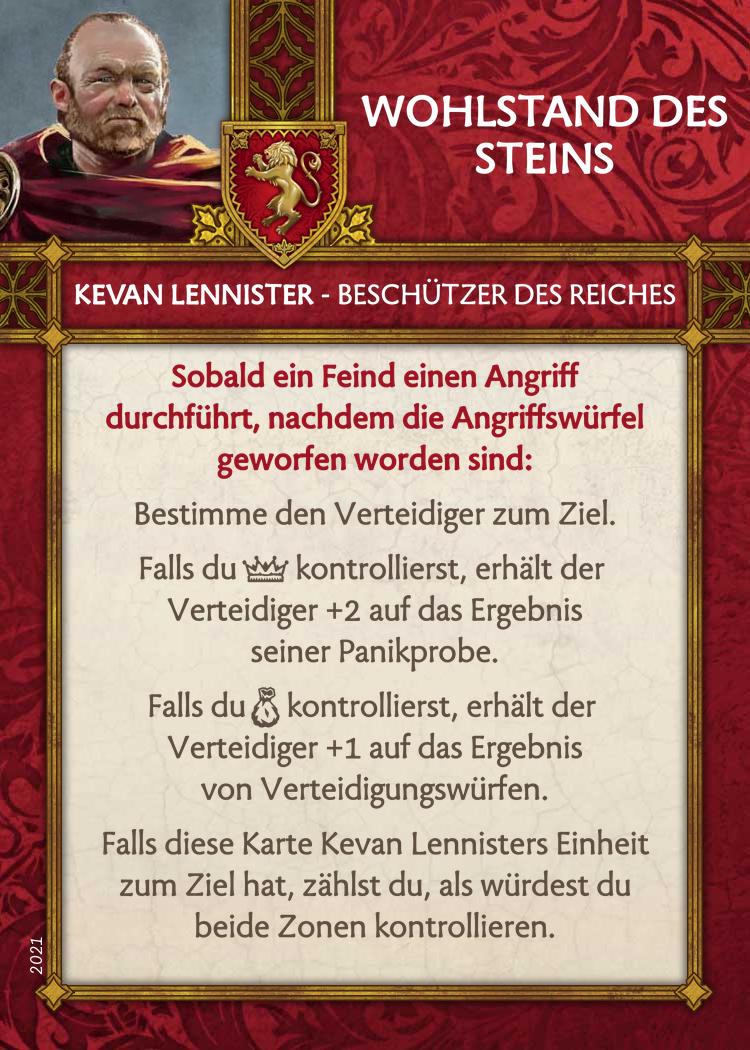 WOHLSTAND DES
STEINS
KEVAN LENNISTER - BESCHÜTZER DES REICHES
Sobald ein Feind einen Angriff
durchführt, nachdem die Angriffswürfel
geworfen worden sind:
Bestimme den Verteidiger zum Ziel.
Falls du kontrollierst, erhält der
Verteidiger +2 auf das Ergebnis
seiner Panikprobe.
Falls du kontrollierst, erhält der
Verteidiger +1 auf das Ergebnis
von Verteidigungswürfen.
Falls diese Karte Kevan Lennisters Einheit
zum Ziel hat, zählst du, als würdest du
beide Zonen kontrollieren.
2021